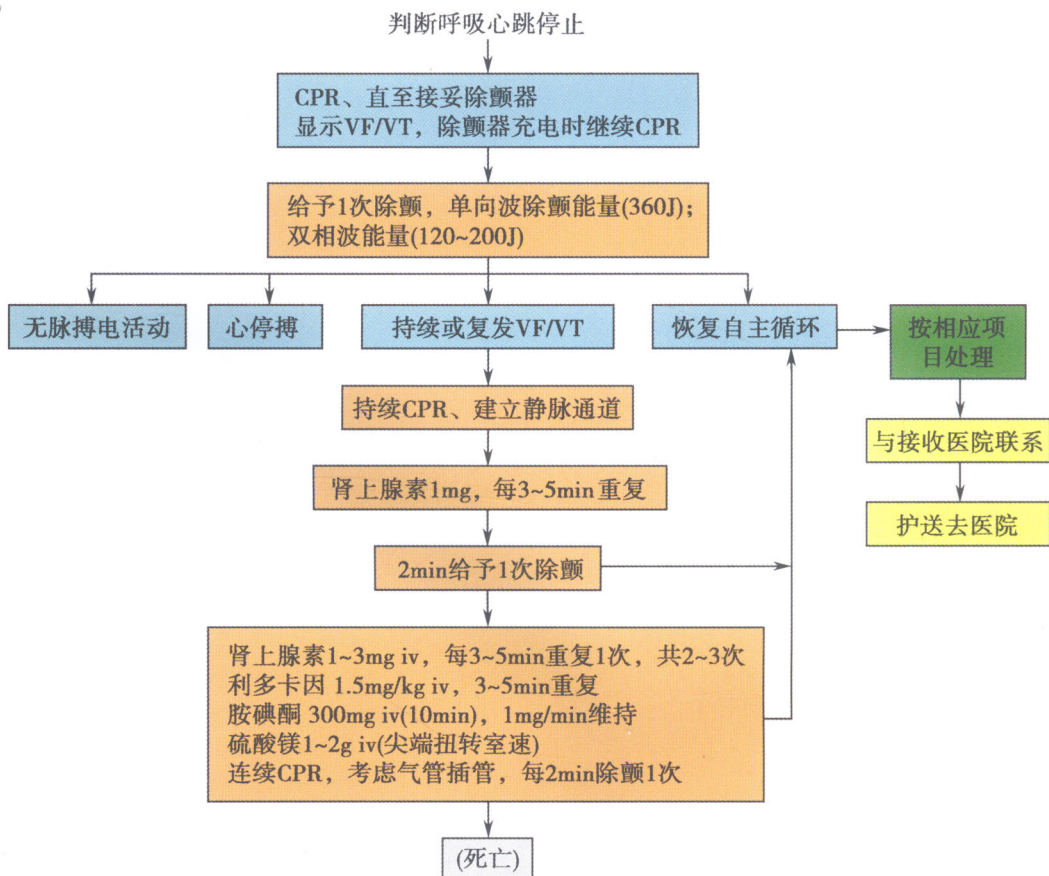 判断呼吸心跳停止
CPR、直至接妥除颤器
显示VF/VT，除颤器充电时继续CPR
给予1次除颤，单向波除颤能量(360J)；
双相波能量(120~200J)
无脉搏电活动
心停搏
持续或复发VF/VT
恢复自主循环
按相应项
目处理
持续CPR、建立静脉通道
与接收医院联系
肾上腺素1mg，每3~5min重复
护送去医院
2min给予1次除颤
肾上腺素1~3mg iv，每3~5min重复1次，共2~3次
利多卡因 1.5mg/kg iv，3~5min重复
胺碘酮 300mg iv(10min)，1mg/min维持
硫酸镁1~2g iv(尖端扭转室速)
连续CPR，考虑气管插管，每2min除颤1次
(死亡)